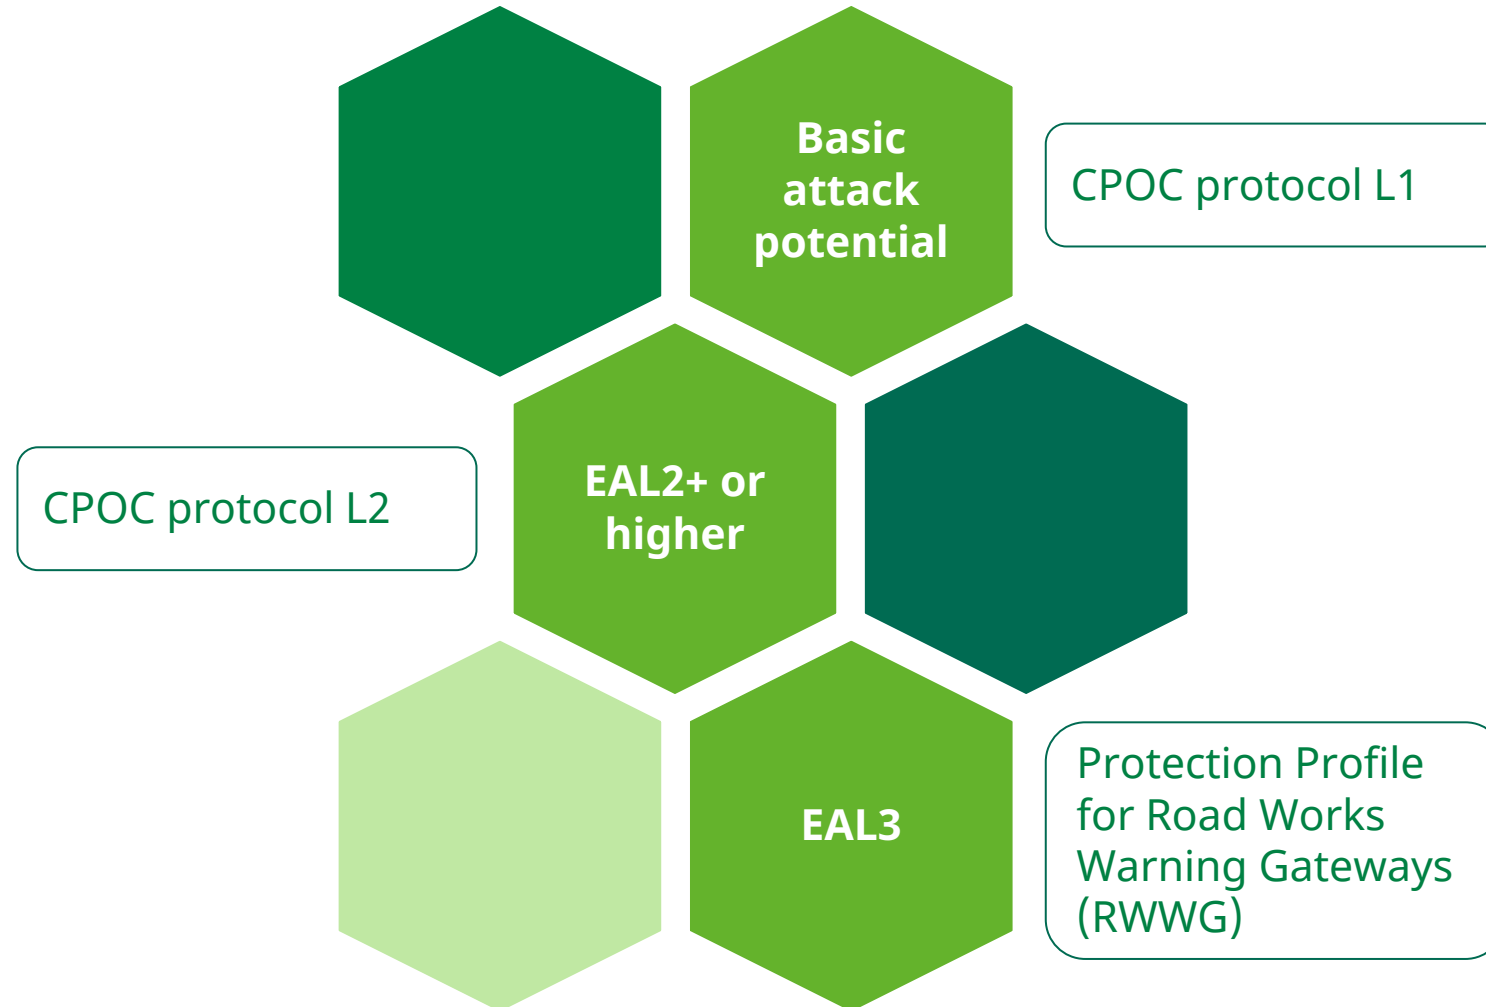 Basic
attack
potential
CPOC protocol L1
CPOC protocol L2
EAL2+ or
higher
EAL3
Protection Profile
for Road Works
Warning Gateways
(RWWG)